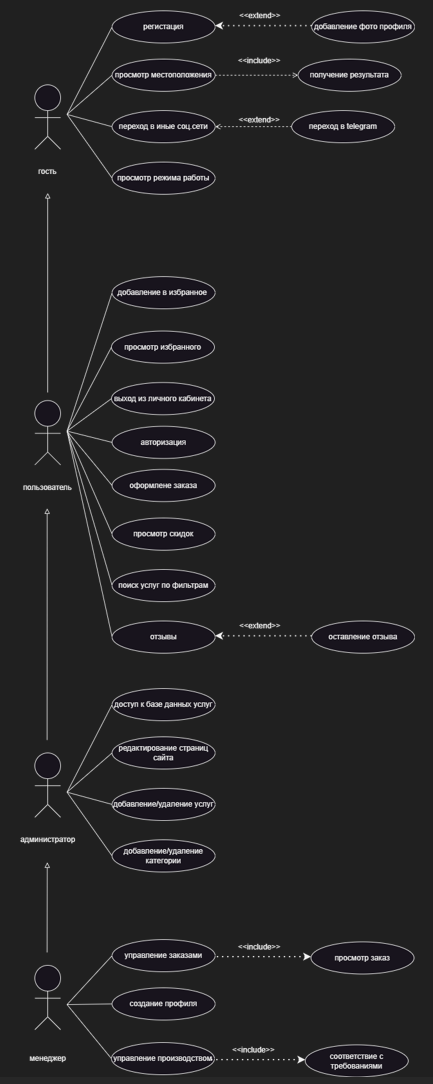 регистация
<<extend>>
добавление фото профиля
просмотр местоположения
<<include>>
получение результата
переход в иные соц.сети
<<extend>>
переход в telegram
просмотр режима работы
гость
добавление в избранное
просмотр избранного
выход из личного кабинета
авторизация
оформлене заказа
просмотр скидок
поиск услуг по фильтрам
отзывы
<<extend>>
оставление отзыва
пользователь
доступ к базе данных услуг
редактирование страниц
сайта
добавление/удаление услуг
добавление/удаление
категории
администратор
управление заказами
<<include>>
просмотр заказ
создание профиля
управление производством
<<include>>
соответствие с
требованиями
менеджер